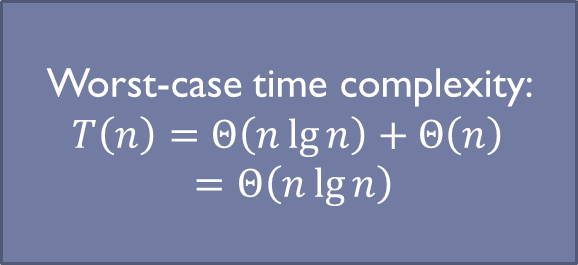 Worst-case time complexity:
𝑇(𝑛) = Θ(𝑛 lg 𝑛) + Θ(𝑛)
= Θ(𝑛 lg 𝑛)